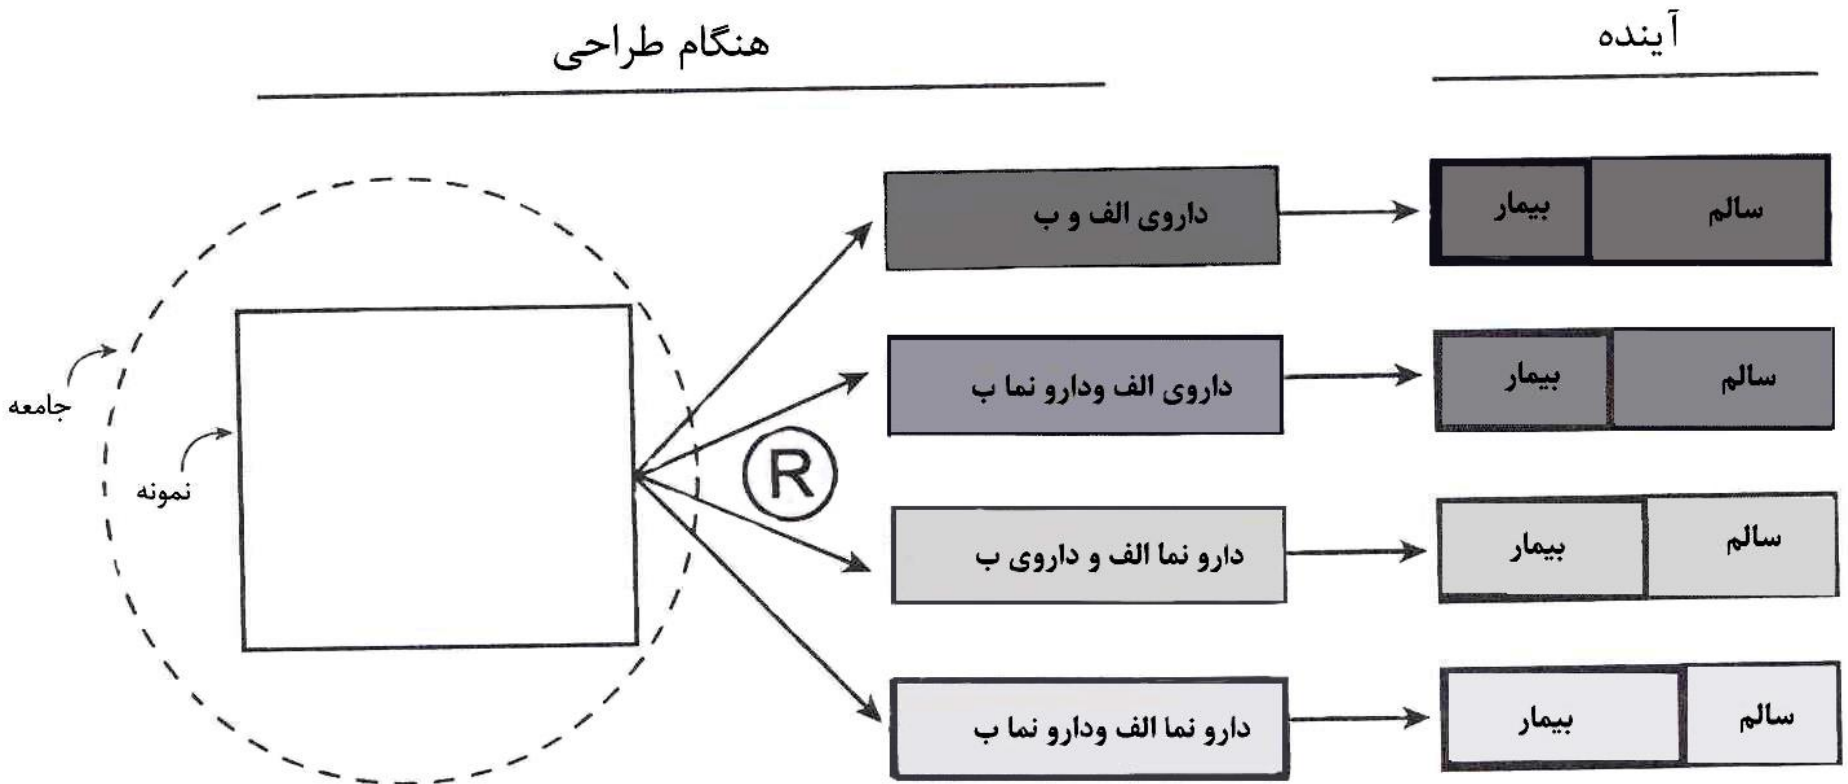 هنگام طراحی
آینده
جامعه
نمونه
R
داروی الف و ب
بیمار
سالم
داروی الف ودارو نما ب
بیمار
سالم
دارو نما الف و داروی ب
بیمار
سالم
دارو نما الف ودارو نما ب
بیمار
سالم